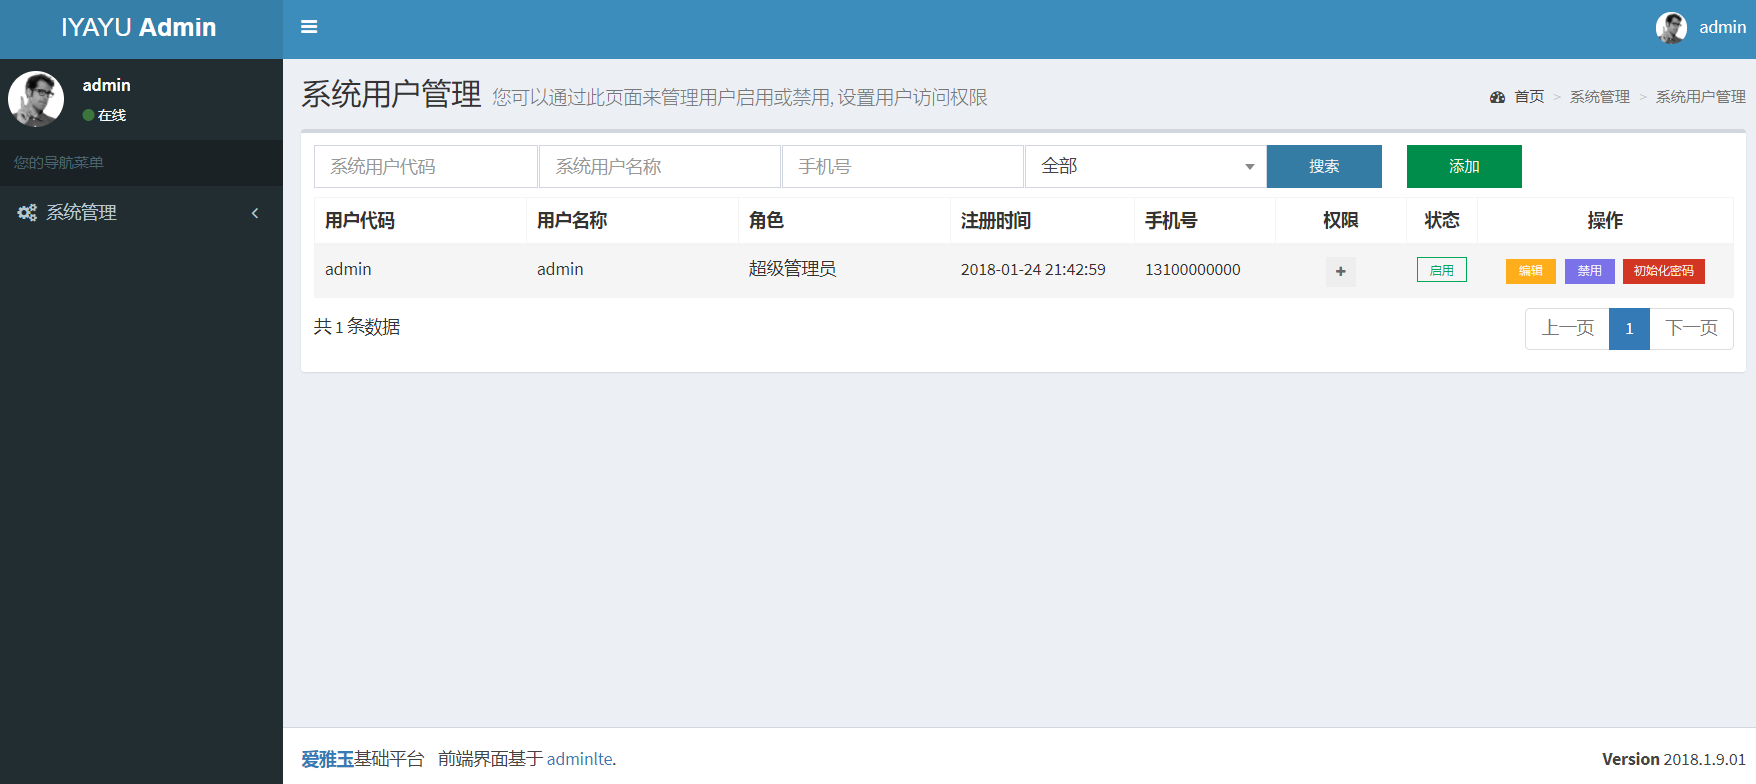 IYAYU Admin
admin
admin
在线
您的导航菜单
系统管理
系统用户管理 您可以通过此页面来管理用户启用或禁用, 设置用户访问权限
首页 > 系统管理 > 系统用户管理
系统用户代码 系统用户名称 手机号 全部 搜索 添加
用户代码 用户名称 角色 注册时间 手机号 权限 状态 操作
admin admin 超级管理员 2018-01-24 21:42:59 13100000000 + 启用 编辑 禁用 初始化密码
共 1 条数据
上一页 1 下一页
爱雅玉基础平台 前端界面基于 adminlte.
Version 2018.1.9.01